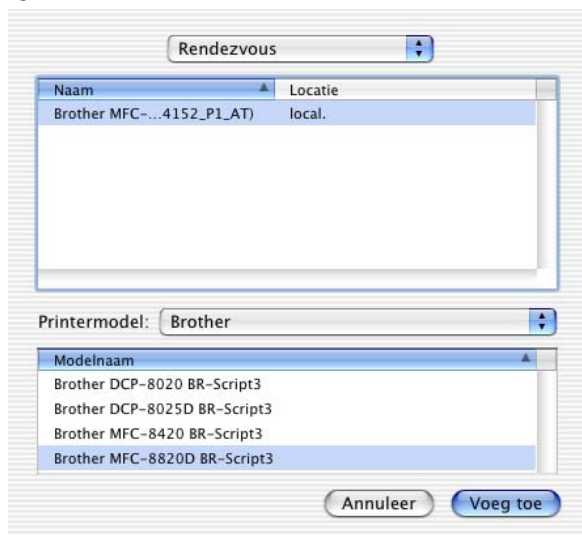 Rendezvous
Naam Locatie
Brother MFC-...4152_P1_AT) local.
Printermodel: Brother
Modelnaam
Brother DCP-8020 BR-Script3
Brother DCP-8025D BR-Script3
Brother MFC-8420 BR-Script3
Brother MFC-8820D BR-Script3
Annuleer Voeg toe